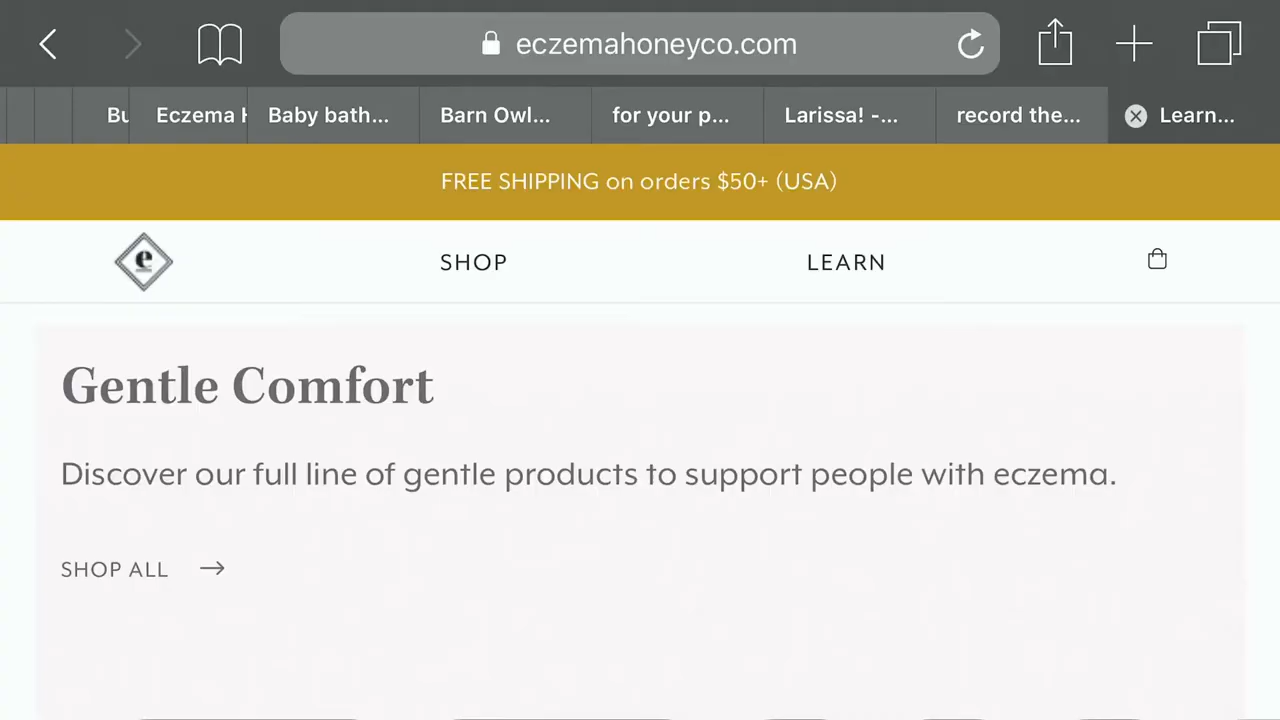 eczemahoneyco.com
Bu
Eczema H
Baby bath...
Barn Owl...
for your p...
Larissa! -...
record the...
Learn...
FREE SHIPPING on orders $50+ (USA)
e
SHOP
LEARN
Gentle Comfort
Discover our full line of gentle products to support people with eczema.
SHOP ALL →